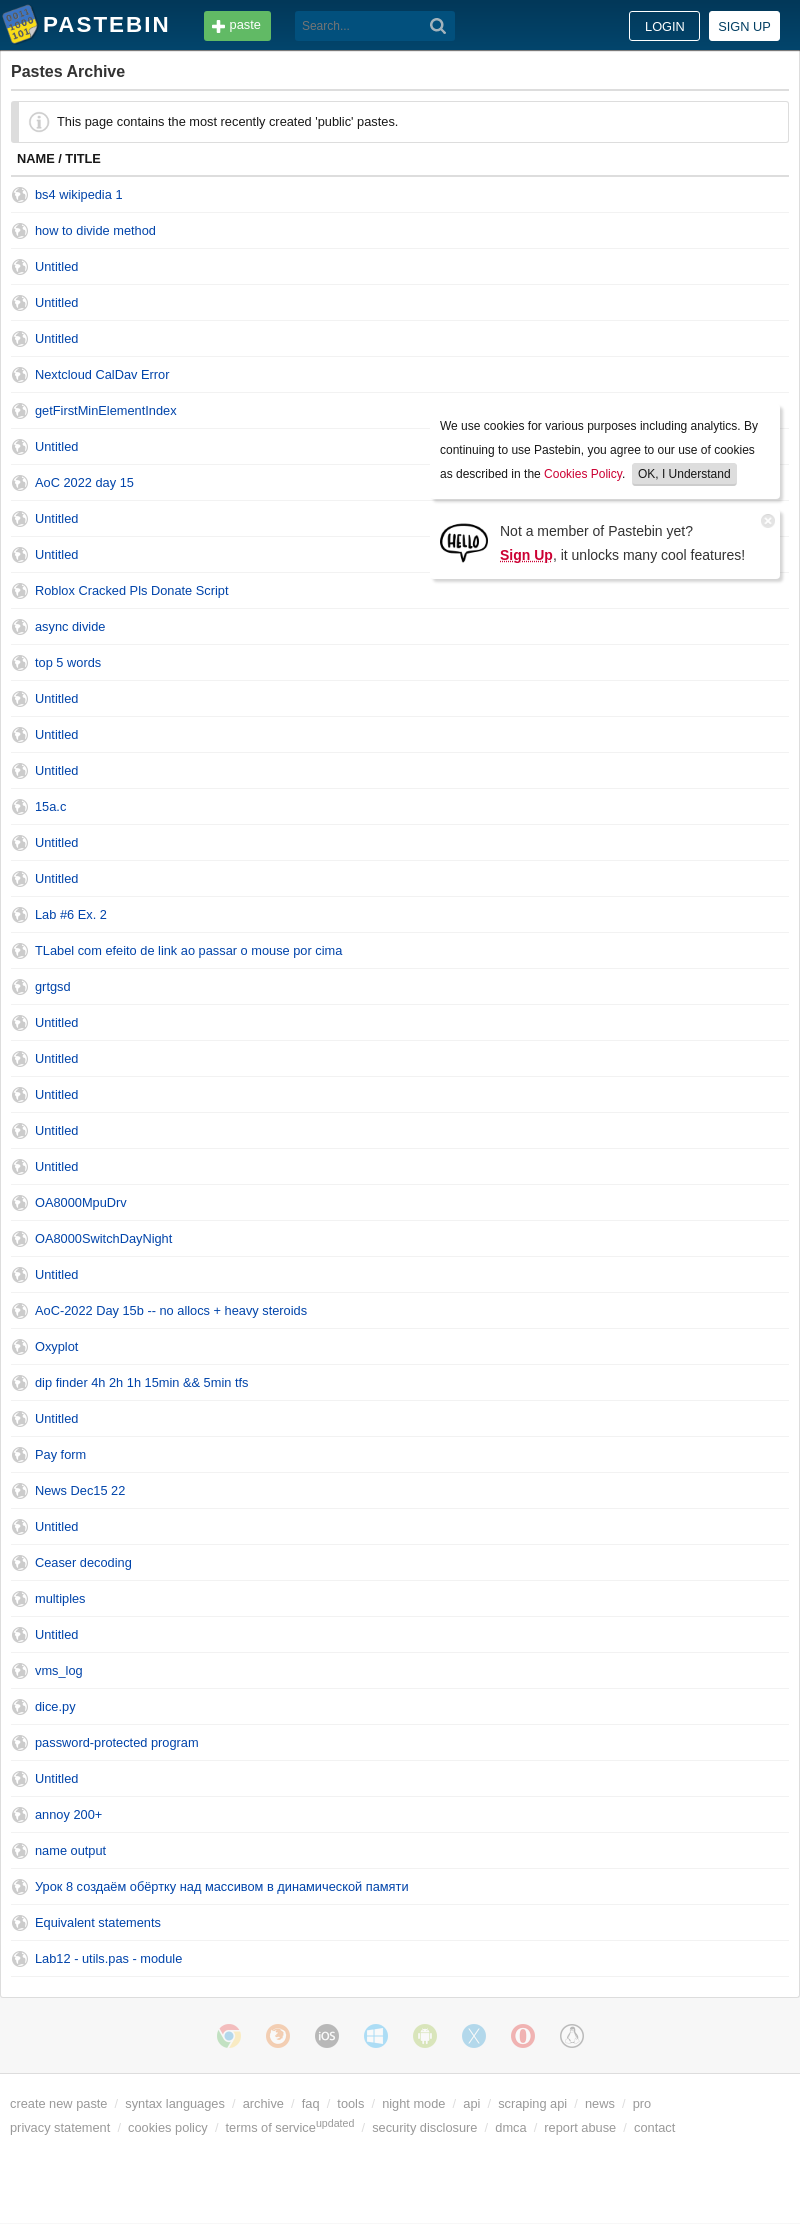 PASTEBIN
paste
Search...
LOGIN
SIGN UP
Pastes Archive
This page contains the most recently created 'public' pastes.
NAME / TITLE
bs4 wikipedia 1
how to divide method
Untitled
Untitled
Untitled
Nextcloud CalDav Error
getFirstMinElementIndex
Untitled
AoC 2022 day 15
Untitled
Untitled
Roblox Cracked Pls Donate Script
async divide
top 5 words
Untitled
Untitled
Untitled
15a.c
Untitled
Untitled
Lab #6 Ex. 2
TLabel com efeito de link ao passar o mouse por cima
grtgsd
Untitled
Untitled
Untitled
Untitled
Untitled
OA8000MpuDrv
OA8000SwitchDayNight
Untitled
AoC-2022 Day 15b -- no allocs + heavy steroids
Oxyplot
dip finder 4h 2h 1h 15min && 5min tfs
Untitled
Pay form
News Dec15 22
Untitled
Ceaser decoding
multiples
Untitled
vms_log
dice.py
password-protected program
Untitled
annoy 200+
name output
Урок 8 создаём обёртку над массивом в динамической памяти
Equivalent statements
Lab12 - utils.pas - module
We use cookies for various purposes including analytics. By
continuing to use Pastebin, you agree to our use of cookies
as described in the Cookies Policy. OK, I Understand
HELLO
Not a member of Pastebin yet?
Sign Up, it unlocks many cool features!
iOS
create new paste / syntax languages / archive / faq / tools / night mode / api / scraping api / news / pro
privacy statement / cookies policy / terms of service updated / security disclosure / dmca / report abuse / contact